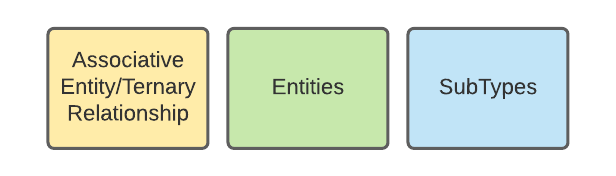 Associative
Entity/Ternary
Relationship
Entities
SubTypes